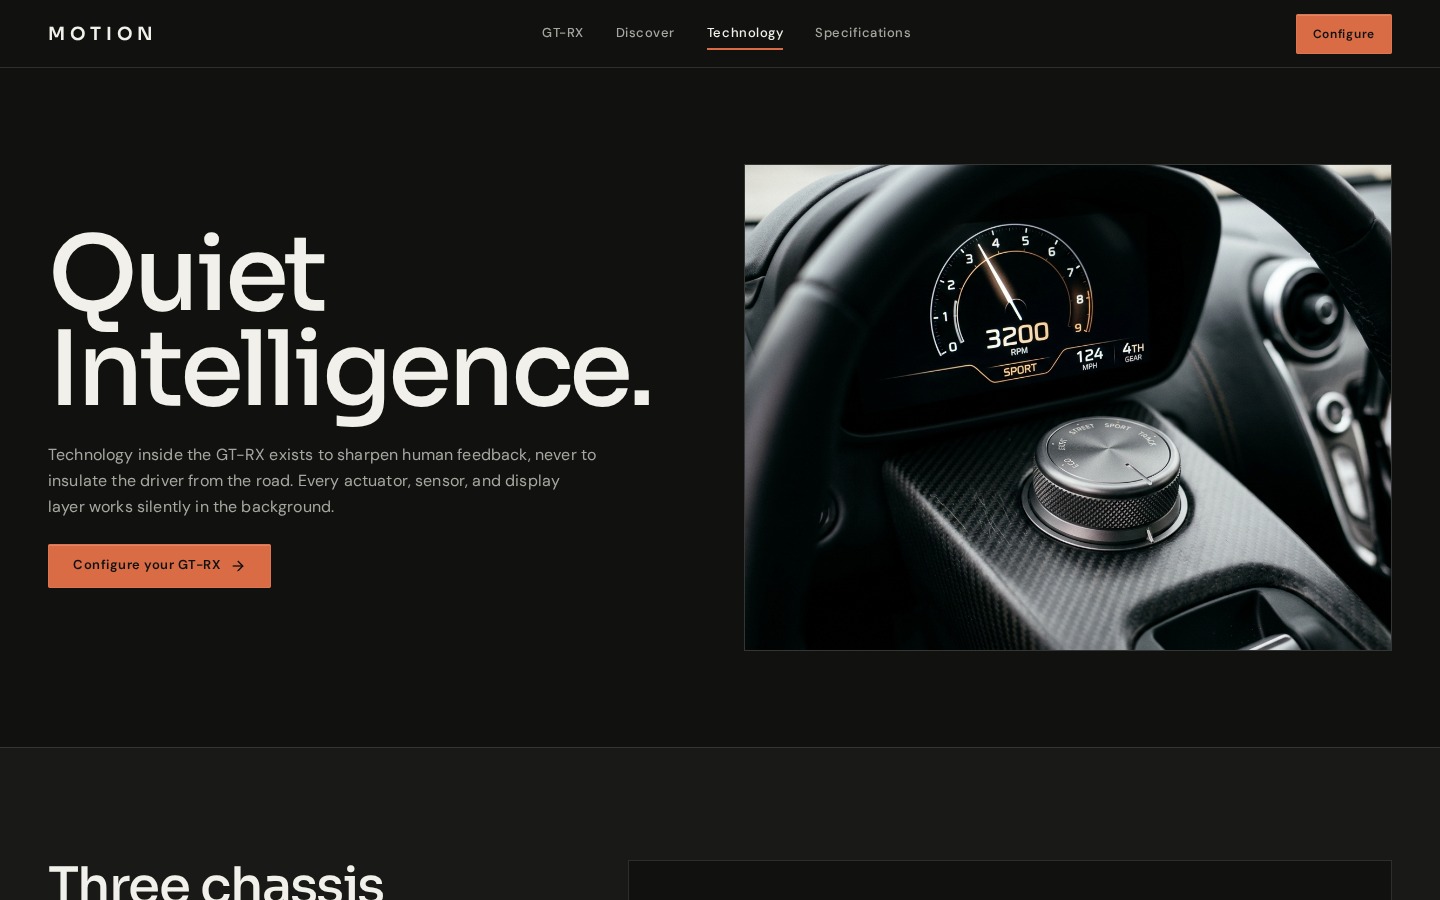 MOTION
GT-RX
Discover
Technology
Specifications
Configure
Quiet
Intelligence.
Technology inside the GT-RX exists to sharpen human feedback, never to
insulate the driver from the road. Every actuator, sensor, and display
layer works silently in the background.
Configure your GT-RX →
0 1 2 3 4 5 6 7 8 9
3200
RPM
SPORT
124
MPH
4TH
GEAR
STREET SPORT TRACK
Three chassis